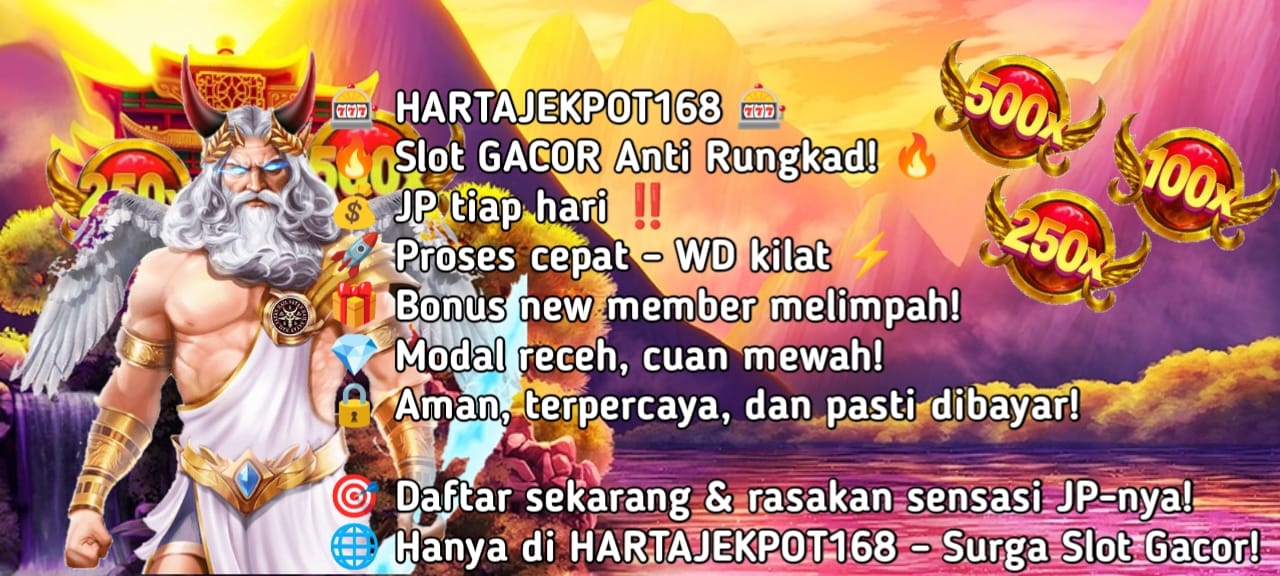 🎰 HARTAJEKPOT168 🎰
🔥 Slot GACOR Anti Rungkad! 🔥
💰 JP tiap hari ‼️
🚀 Proses cepat – WD kilat ⚡
🎁 Bonus new member melimpah!
💎 Modal receh, cuan mewah!
🔒 Aman, terpercaya, dan pasti dibayar!
🎯 Daftar sekarang & rasakan sensasi JP-nya!
🌐 Hanya di HARTAJEKPOT168 – Surga Slot Gacor!
500x
100x
250x
250
500x